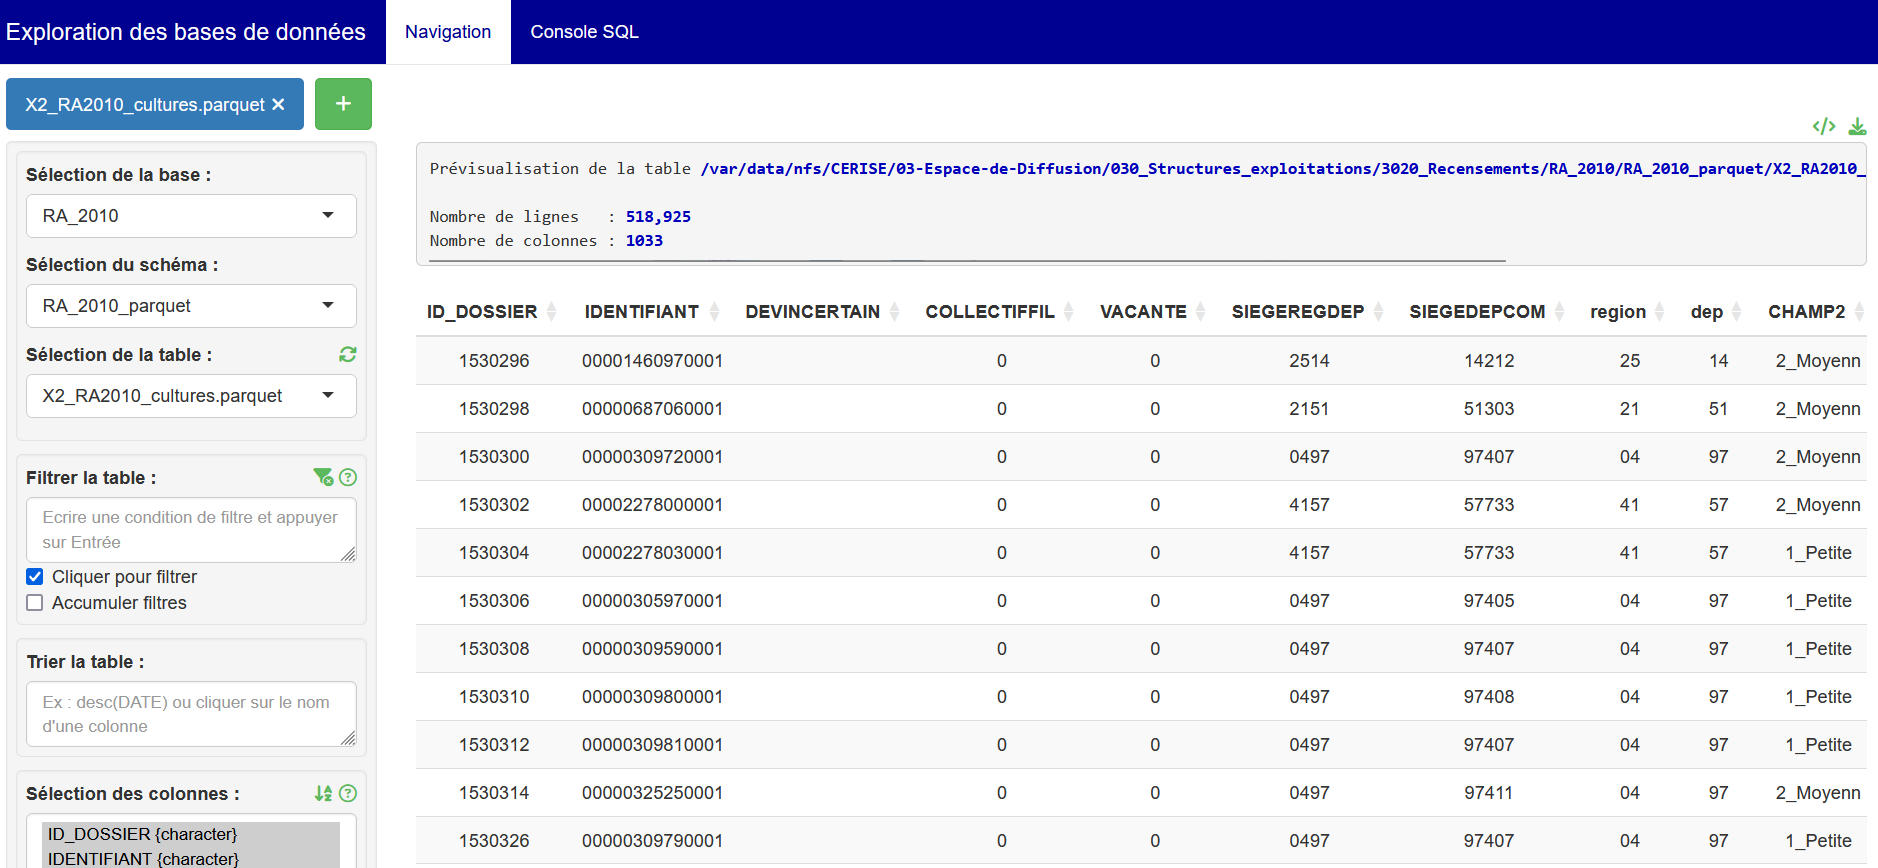 Exploration des bases de données Navigation Console SQL
X2_RA2010_cultures.parquet ✕ +
Sélection de la base :
RA_2010
Sélection du schéma :
RA_2010_parquet
Sélection de la table :
X2_RA2010_cultures.parquet
Filtrer la table :
Ecrire une condition de filtre et appuyer
sur Entrée
Cliquer pour filtrer
Accumuler filtres
Trier la table :
Ex : desc(DATE) ou cliquer sur le nom
d'une colonne
Sélection des colonnes :
ID_DOSSIER {character}
IDENTIFIANT {character}
Prévisualisation de la table /var/data/nfs/CERISE/03-Espace-de-Diffusion/030_Structures_exploitations/3020_Recensements/RA_2010/RA_2010_parquet/X2_RA2010_
Nombre de lignes : 518,925
Nombre de colonnes : 1033
ID_DOSSIER IDENTIFIANT DEVINCERTAIN COLLECTIFFIL VACANTE SIEGEREGDEP SIEGEDEPCOM region dep CHAMP2
1530296 00001460970001 0 0 2514 14212 25 14 2_Moyenn
1530298 00000687060001 0 0 2151 51303 21 51 2_Moyenn
1530300 00000309720001 0 0 0497 97407 04 97 2_Moyenn
1530302 00002278000001 0 0 4157 57733 41 57 2_Moyenn
1530304 00002278030001 0 0 4157 57733 41 57 1_Petite
1530306 00000305970001 0 0 0497 97405 04 97 1_Petite
1530308 00000309590001 0 0 0497 97407 04 97 1_Petite
1530310 00000309800001 0 0 0497 97408 04 97 1_Petite
1530312 00000309810001 0 0 0497 97407 04 97 1_Petite
1530314 00000325250001 0 0 0497 97411 04 97 2_Moyenn
1530326 00000309790001 0 0 0497 97407 04 97 1_Petite